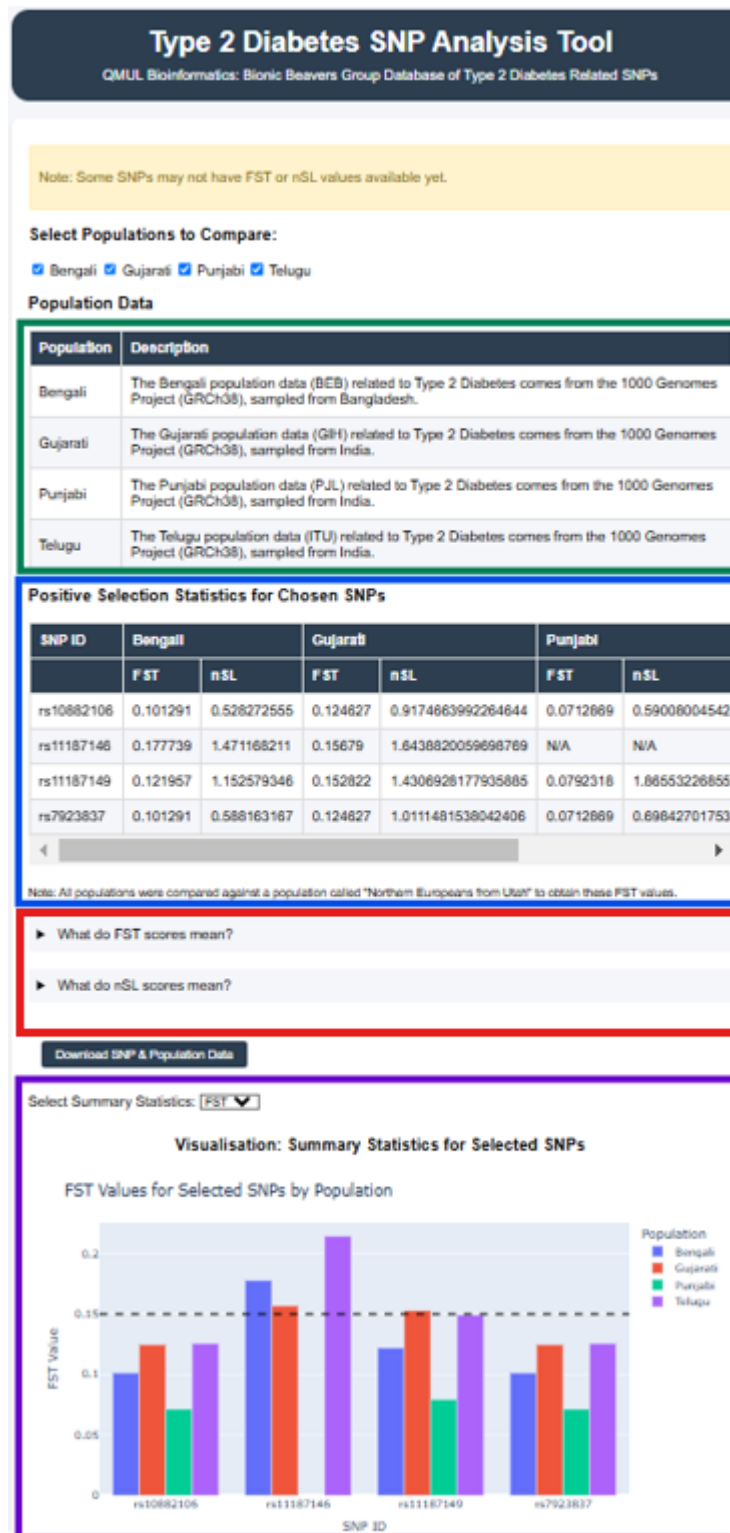 Type 2 Diabetes SNP Analysis Tool
QMUL Bioinformatics: Bionic Beavers Group Database of Type 2 Diabetes Related SNPs
Note: Some SNPs may not have FST or nSL values available yet.
Select Populations to Compare:
Bengali Gujarati Punjabi Telugu
Population Data
Population Description
Bengali The Bengali population data (BEB) related to Type 2 Diabetes comes from the 1000 Genomes
Project (GRCh38), sampled from Bangladesh.
Gujarati The Gujarati population data (GIH) related to Type 2 Diabetes comes from the 1000 Genomes
Project (GRCh38), sampled from India.
Punjabi The Punjabi population data (PJL) related to Type 2 Diabetes comes from the 1000 Genomes
Project (GRCh38), sampled from India.
Telugu The Telugu population data (ITU) related to Type 2 Diabetes comes from the 1000 Genomes
Project (GRCh38), sampled from India.
Positive Selection Statistics for Chosen SNPs
SNP ID Bengali Gujarati Punjabi
FST nSL FST nSL FST nSL
rs10882106 0.101291 0.528272555 0.124627 0.9174663992264644 0.0712869 0.59008004542
rs11187146 0.177739 1.471168211 0.15679 1.6438820059698769 N/A N/A
rs11187149 0.121957 1.152579346 0.152822 1.4306928177935885 0.0792318 1.86553226855
rs7923837 0.101291 0.588163167 0.124627 1.0111481538042406 0.0712869 0.69842701753
Note: All populations were compared against a population called "Northern Europeans from Utah" to obtain these FST values.
What do FST scores mean?
What do nSL scores mean?
Download SNP & Population Data
Select Summary Statistics: FST
Visualisation: Summary Statistics for Selected SNPs
FST Values for Selected SNPs by Population
Population
Bengali
Gujarati
Punjabi
Telugu
0.2
0.15
0.1
0.05
0
FST Value
rs10882106 rs11187146 rs11187149 rs7923837
SNP ID